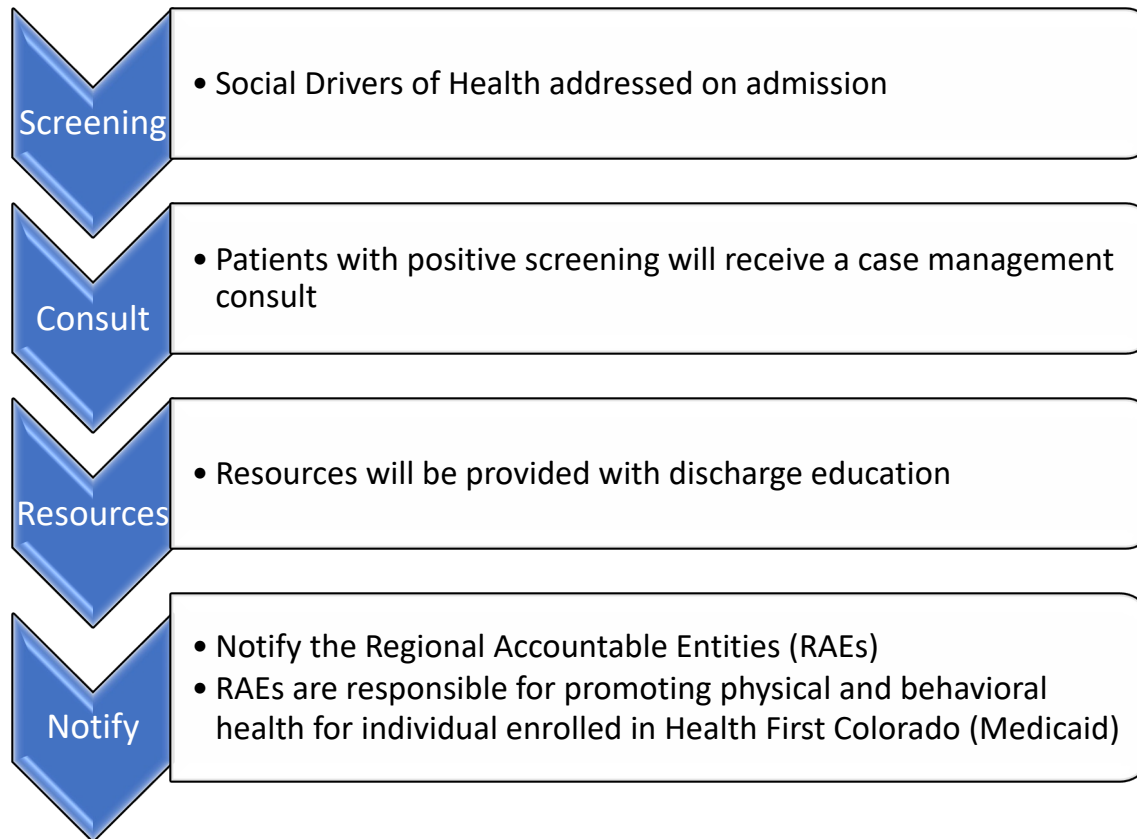 Screening
• Social Drivers of Health addressed on admission
Consult
• Patients with positive screening will receive a case management
consult
Resources
• Resources will be provided with discharge education
Notify
• Notify the Regional Accountable Entities (RAEs)
• RAEs are responsible for promoting physical and behavioral
health for individual enrolled in Health First Colorado (Medicaid)